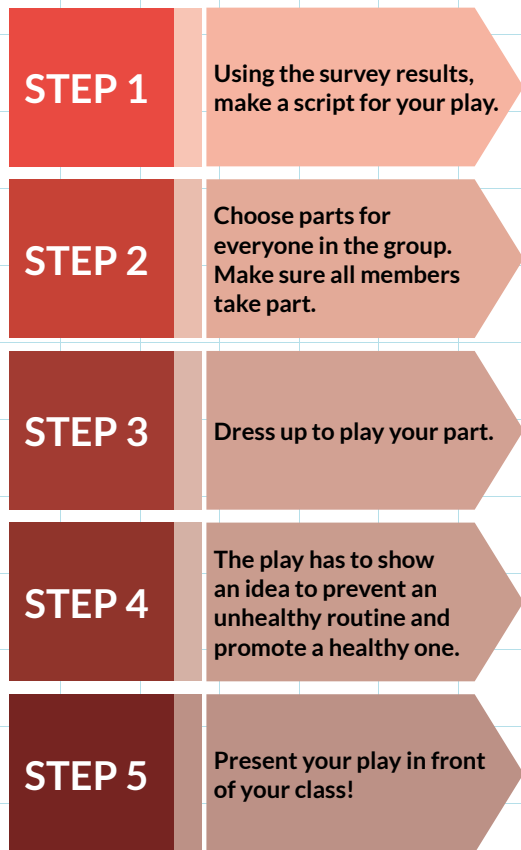 STEP 1
Using the survey results,
make a script for your play.
STEP 2
Choose parts for
everyone in the group.
Make sure all members
take part.
STEP 3
Dress up to play your part.
STEP 4
The play has to show
an idea to prevent an
unhealthy routine and
promote a healthy one.
STEP 5
Present your play in front
of your class!